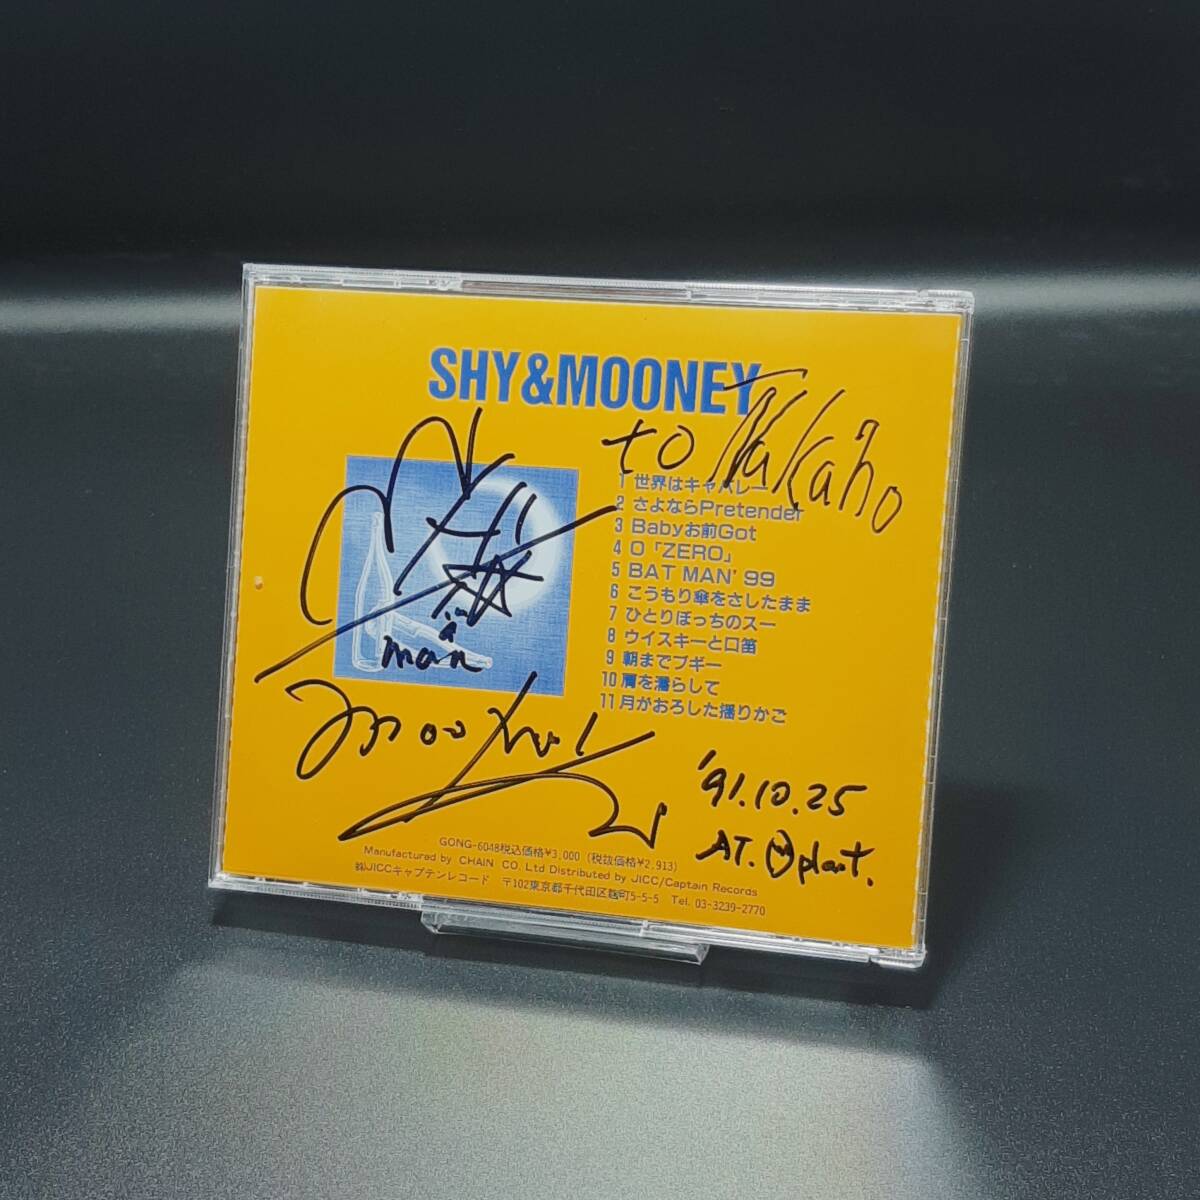 SHY&MOONEY
to Takaho
1 世界はキャバレー
2 さよならPretender
3 Babyお前Got
4 O「ZERO」
5 BAT MAN' 99
6 こうもり傘をさしたまま
7 ひとりぼっちのスー
8 ウイスキーと口笛
9 朝までブギー
10 肩を濡らして
11 月がおろした揺りかご
a
man
'91.10.25
AT. plant.
GONG-6048税込価格¥3,000(税抜価格¥2,913)
Manufactured by CHAIN CO. Ltd Distributed by JICC/Captain Records
㈱JICCキャプテンレコード 〒102東京都千代田区麹町5-5-5 Tel. 03-3239-2770